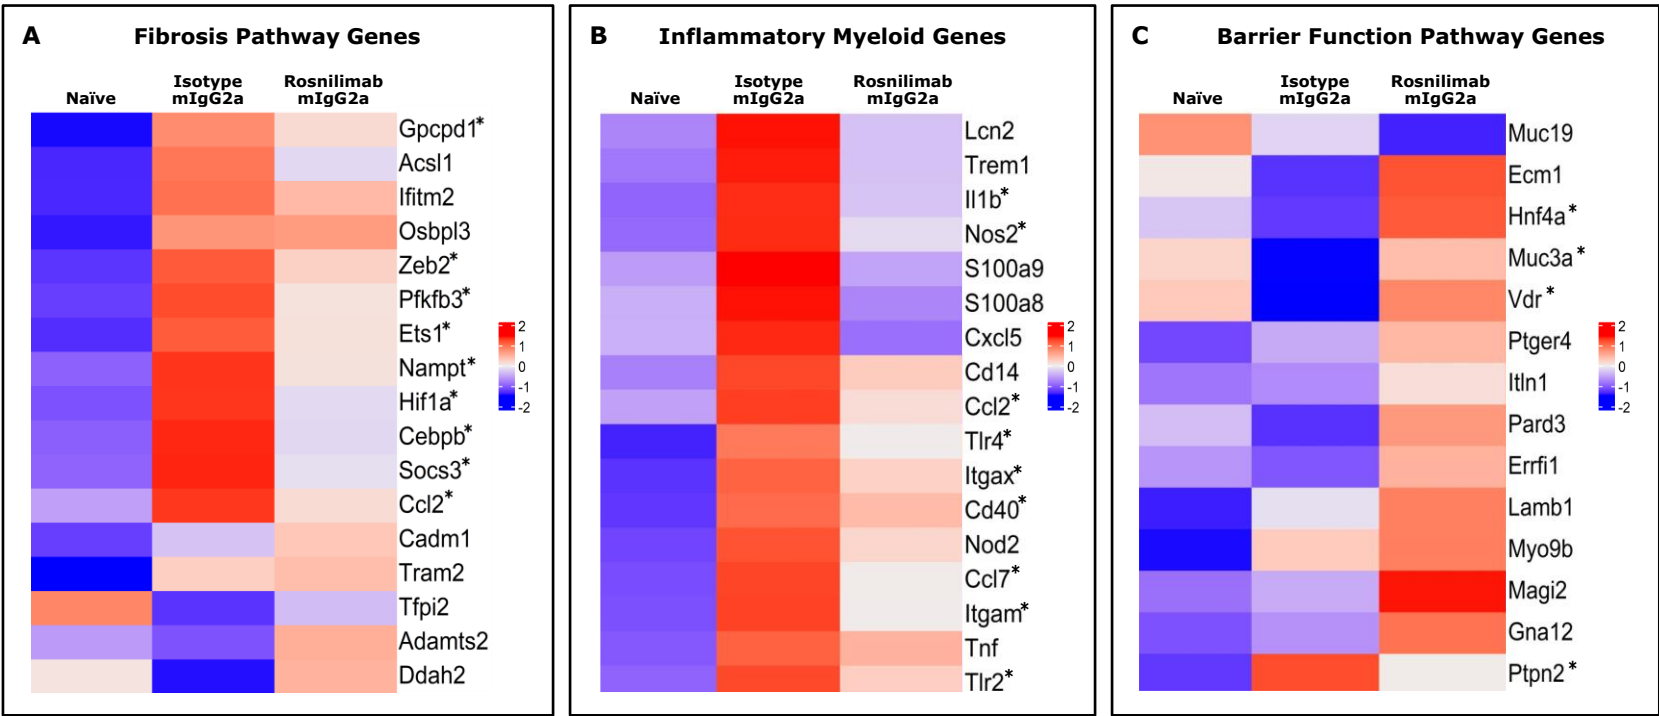 A Fibrosis Pathway Genes
Naïve
Isotype
mIgG2a
Rosnilimab
mIgG2a
Gpcpd1*
Acsl1
Ifitm2
Osbpl3
Zeb2*
Pfkfb3*
Ets1*
Nampt*
Hif1a*
Cebpb*
Socs3*
Ccl2*
Cadm1
Tram2
Tfpi2
Adamts2
Ddah2
2
1
0
-1
-2
B Inflammatory Myeloid Genes
Naïve
Isotype
mIgG2a
Rosnilimab
mIgG2a
Lcn2
Trem1
Il1b*
Nos2*
S100a9
S100a8
Cxcl5
Cd14
Ccl2*
Tlr4*
Itgax*
Cd40*
Nod2
Ccl7*
Itgam*
Tnf
Tlr2*
2
1
0
-1
-2
C Barrier Function Pathway Genes
Naïve
Isotype
mIgG2a
Rosnilimab
mIgG2a
Muc19
Ecm1
Hnf4a*
Muc3a*
Vdr*
Ptger4
Itln1
Pard3
Errfi1
Lamb1
Myo9b
Magi2
Gna12
Ptpn2*
2
1
0
-1
-2